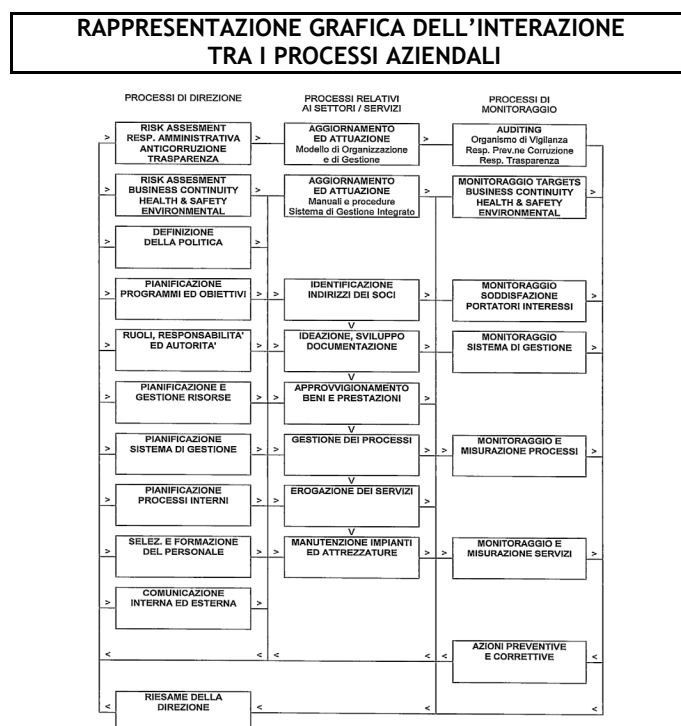 RAPPRESENTAZIONE GRAFICA DELL'INTERAZIONE
TRA I PROCESSI AZIENDALI
PROCESSI DI DIREZIONE
PROCESSI RELATIVI
AI SETTORI / SERVIZI
PROCESSI DI
MONITORAGGIO
> RISK ASSESMENT
RESP. AMMINISTRATIVA
ANTICORRUZIONE
TRASPARENZA >
AGGIORNAMENTO
ED ATTUAZIONE
Modello di Organizzazione
e di Gestione >
AUDITING
Organismo di Vigilanza
Resp. Prev.ne Corruzione
Resp. Trasparenza
> RISK ASSESMENT
BUSINESS CONTINUITY
HEALTH & SAFETY
ENVIRONMENTAL >
AGGIORNAMENTO
ED ATTUAZIONE
Manuali e procedure
Sistema di Gestione Integrato >
MONITORAGGIO TARGETS
BUSINESS CONTINUITY
HEALTH & SAFETY
ENVIRONMENTAL >
> DEFINIZIONE
DELLA POLITICA >
> PIANIFICAZIONE
PROGRAMMI ED OBIETTIVI > >
IDENTIFICAZIONE
INDIRIZZI DEI SOCI >
MONITORAGGIO
SODDISFAZIONE
PORTATORI INTERESSI >
V
> RUOLI, RESPONSABILITA'
ED AUTORITA' > >
IDEAZIONE, SVILUPPO
DOCUMENTAZIONE > >
MONITORAGGIO
SISTEMA DI GESTIONE >
V
> PIANIFICAZIONE E
GESTIONE RISORSE > >
APPROVVIGIONAMENTO
BENI E PRESTAZIONI >
V
> PIANIFICAZIONE
SISTEMA DI GESTIONE > >
GESTIONE DEI PROCESSI > >
MONITORAGGIO E
MISURAZIONE PROCESSI >
V
> PIANIFICAZIONE
PROCESSI INTERNI > >
EROGAZIONE DEI SERVIZI >
V
> SELEZ. E FORMAZIONE
DEL PERSONALE > >
MANUTENZIONE IMPIANTI
ED ATTREZZATURE > >
MONITORAGGIO E
MISURAZIONE SERVIZI >
> COMUNICAZIONE
INTERNA ED ESTERNA >
< < < <
AZIONI PREVENTIVE
E CORRETTIVE <
< RIESAME DELLA
DIREZIONE < < <